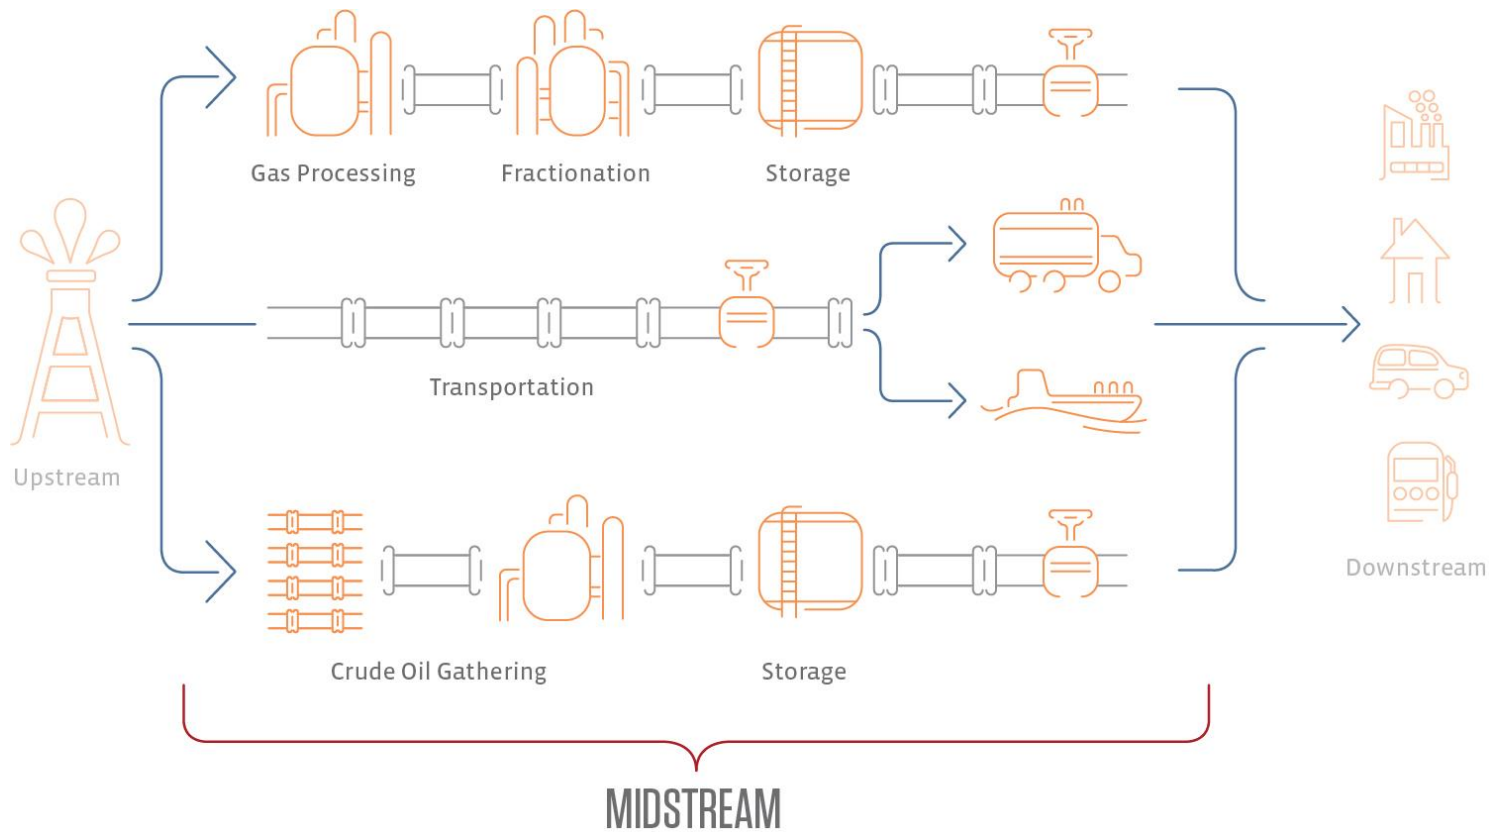 Gas Processing
Fractionation
Storage
Transportation
Upstream
Downstream
Crude Oil Gathering
Storage
MIDSTREAM